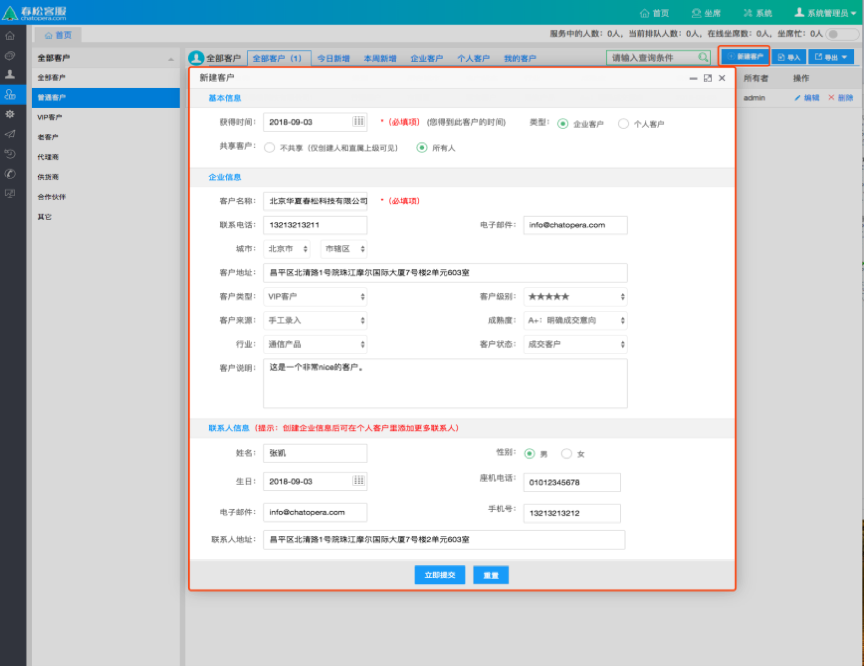 春松客服
chatopera.com
首页 坐席 系统 系统管理员
首页
服务中的人数：0人，当前排队人数：0人，在线坐席数：0人，坐席忙：0人
全部客户
全部客户
普通客户
VIP客户
老客户
代理商
供货商
合作伙伴
其它
全部客户 全部客户（1） 今日新增 本周新增 企业客户 个人客户 我的客户 请输入查询条件 新建客户 导入 导出
所有者 操作
admin 编辑 删除
新建客户
基本信息
获得时间： 2018-09-03 *（必填项）（您得到此客户的时间） 类型： 企业客户 个人客户
共享客户： 不共享（仅创建人和直属上级可见） 所有人
企业信息
客户名称： 北京华夏春松科技有限公司 *（必填项）
联系电话： 13213213211 电子邮件： info@chatopera.com
城市： 北京市 市辖区
客户地址： 昌平区北清路1号院珠江摩尔国际大厦7号楼2单元603室
客户类型： VIP客户 客户级别： ★★★★★
客户来源： 手工录入 成熟度： A+：明确成交意向
行业： 通信产品 客户状态： 成交客户
客户说明： 这是一个非常nice的客户。
联系人信息（提示：创建企业信息后可在个人客户里添加更多联系人）
姓名： 张凯 性别： 男 女
生日： 2018-09-03 座机电话： 01012345678
电子邮件： info@chatopera.com 手机号： 13213213212
联系人地址： 昌平区北清路1号院珠江摩尔国际大厦7号楼2单元603室
立即提交 重置